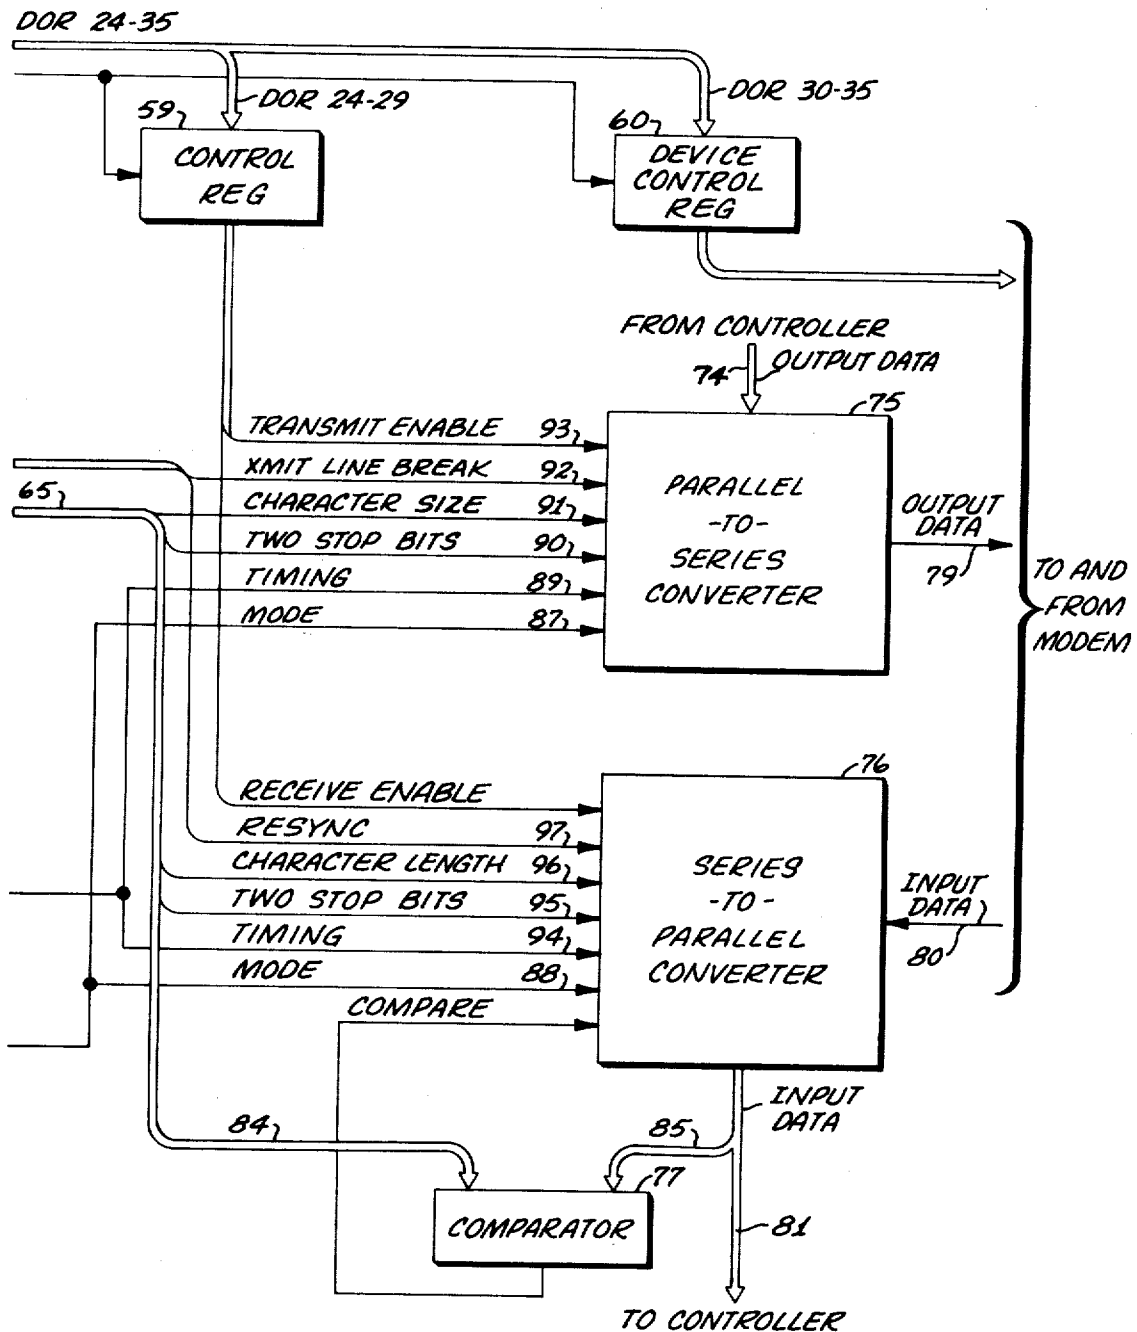 DOR 24-35
DOR 24-29
DOR 30-35
59
CONTROL
REG
60
DEVICE
CONTROL
REG
FROM CONTROLLER
74
OUTPUT DATA
75
TRANSMIT ENABLE 93
XMIT LINE BREAK 92
65
CHARACTER SIZE 91
TWO STOP BITS 90
TIMING 89
MODE 87
PARALLEL
-TO-
SERIES
CONVERTER
OUTPUT
DATA
79
TO AND
FROM
MODEM
76
RECEIVE ENABLE
RESYNC 97
CHARACTER LENGTH 96
TWO STOP BITS 95
TIMING 94
MODE 88
COMPARE
SERIES
-TO-
PARALLEL
CONVERTER
INPUT
DATA
80
INPUT
DATA
84
85
77
COMPARATOR
81
TO CONTROLLER